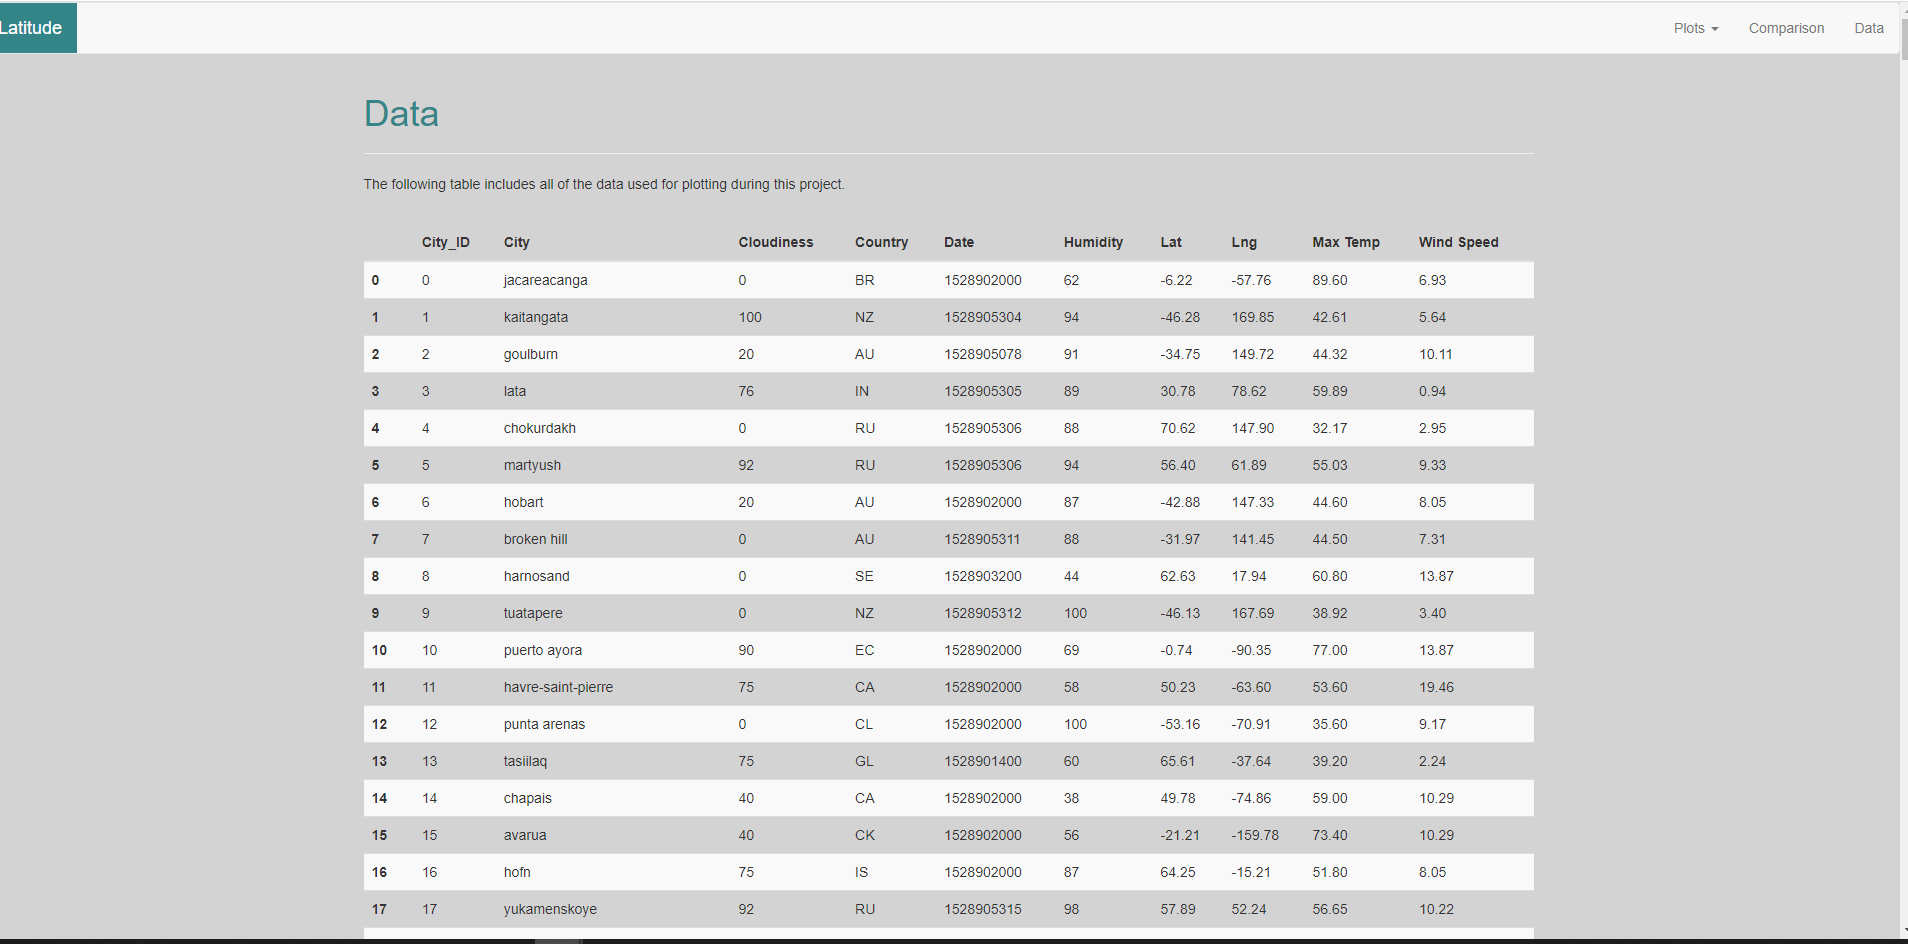 Latitude Plots Comparison Data
Data
The following table includes all of the data used for plotting during this project.
City_ID City Cloudiness Country Date Humidity Lat Lng Max Temp Wind Speed
0 0 jacareacanga 0 BR 1528902000 62 -6.22 -57.76 89.60 6.93
1 1 kaitangata 100 NZ 1528905304 94 -46.28 169.85 42.61 5.64
2 2 goulburn 20 AU 1528905078 91 -34.75 149.72 44.32 10.11
3 3 lata 76 IN 1528905305 89 30.78 78.62 59.89 0.94
4 4 chokurdakh 0 RU 1528905306 88 70.62 147.90 32.17 2.95
5 5 martyush 92 RU 1528905306 94 56.40 61.89 55.03 9.33
6 6 hobart 20 AU 1528902000 87 -42.88 147.33 44.60 8.05
7 7 broken hill 0 AU 1528905311 88 -31.97 141.45 44.50 7.31
8 8 harnosand 0 SE 1528903200 44 62.63 17.94 60.80 13.87
9 9 tuatapere 0 NZ 1528905312 100 -46.13 167.69 38.92 3.40
10 10 puerto ayora 90 EC 1528902000 69 -0.74 -90.35 77.00 13.87
11 11 havre-saint-pierre 75 CA 1528902000 58 50.23 -63.60 53.60 19.46
12 12 punta arenas 0 CL 1528902000 100 -53.16 -70.91 35.60 9.17
13 13 tasiilaq 75 GL 1528901400 60 65.61 -37.64 39.20 2.24
14 14 chapais 40 CA 1528902000 38 49.78 -74.86 59.00 10.29
15 15 avarua 40 CK 1528902000 56 -21.21 -159.78 73.40 10.29
16 16 hofn 75 IS 1528902000 87 64.25 -15.21 51.80 8.05
17 17 yukamenskoye 92 RU 1528905315 98 57.89 52.24 56.65 10.22